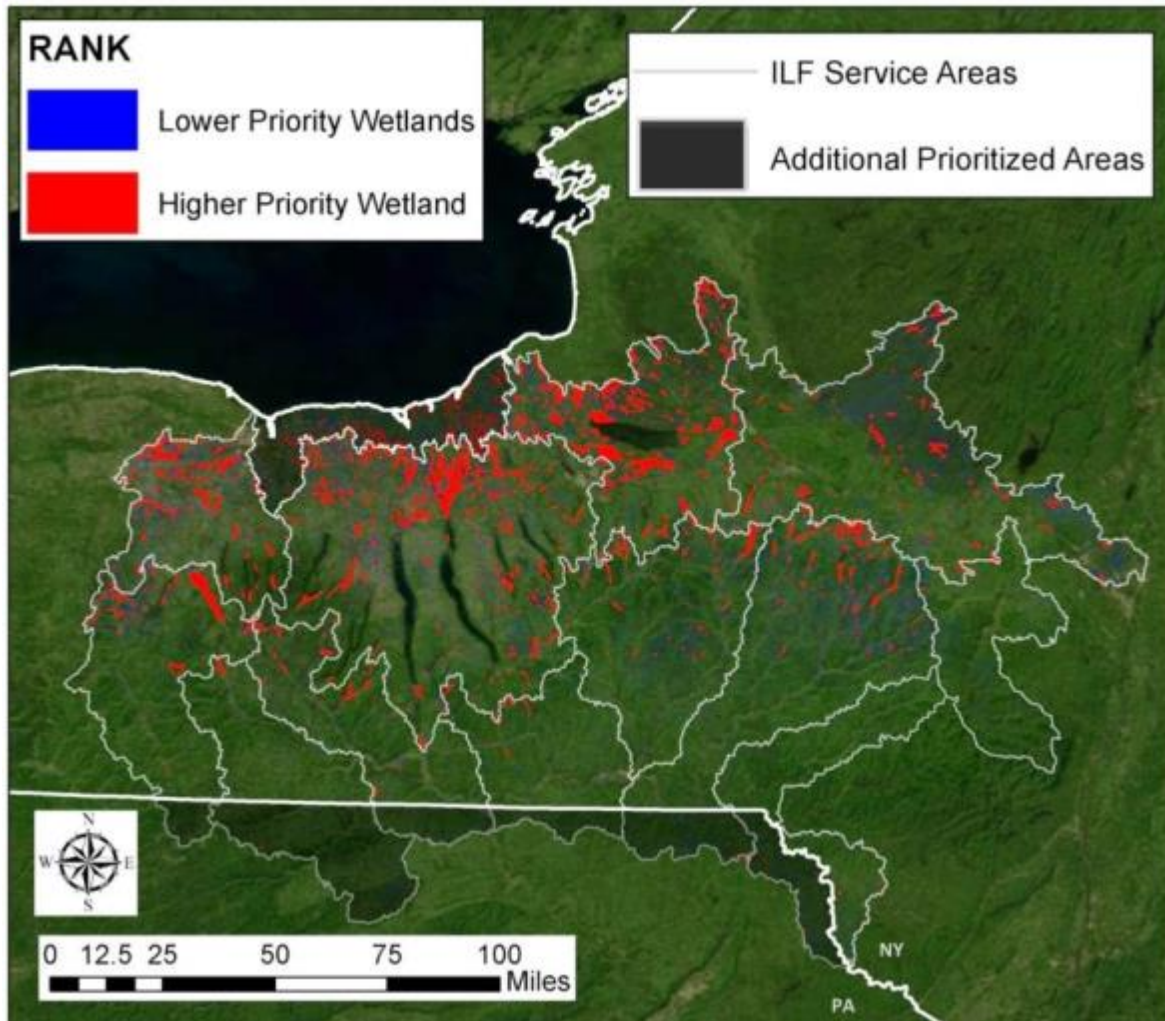 RANK
Lower Priority Wetlands
Higher Priority Wetland
ILF Service Areas
Additional Prioritized Areas
N
W E
S
0 12.5 25 50 75 100
Miles
NY
PA